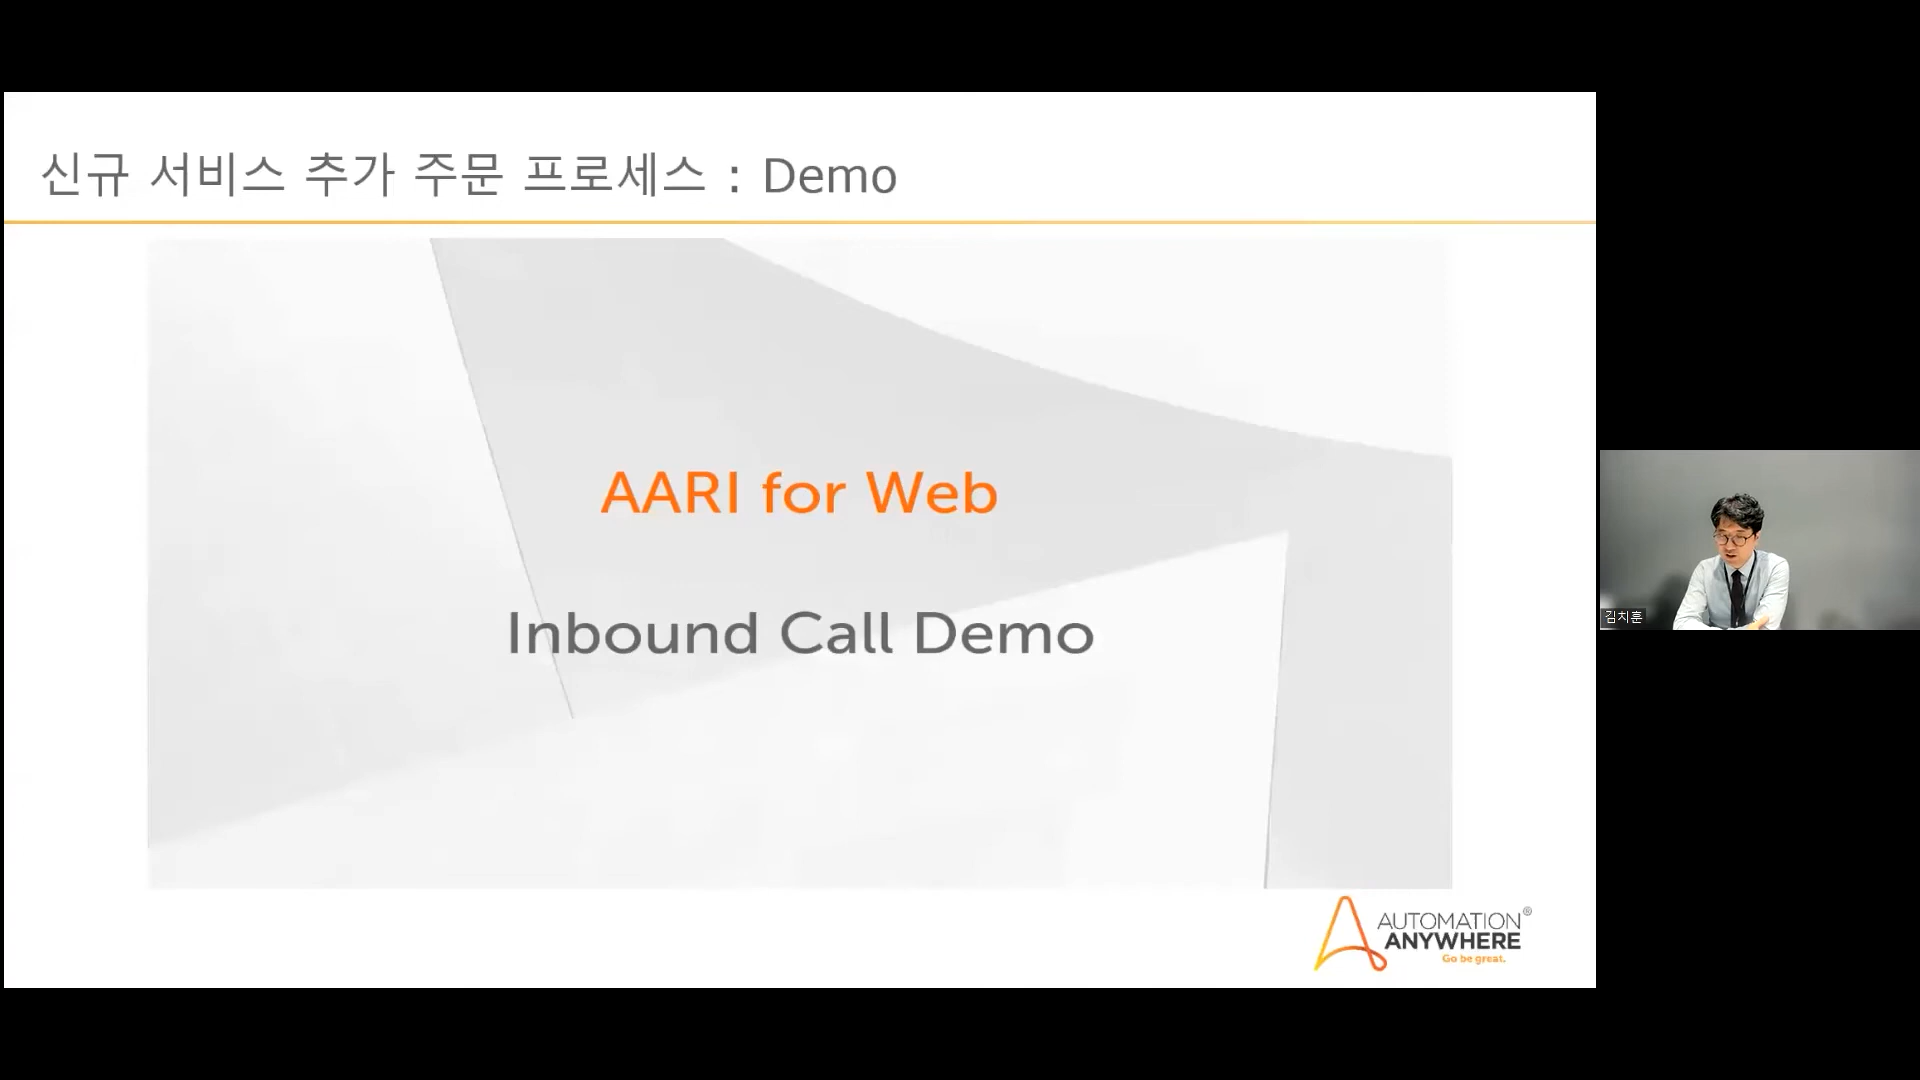 신규 서비스 추가 주문 프로세스 : Demo
AARI for Web
Inbound Call Demo
AUTOMATION®
ANYWHERE
Go be great.
김치훈